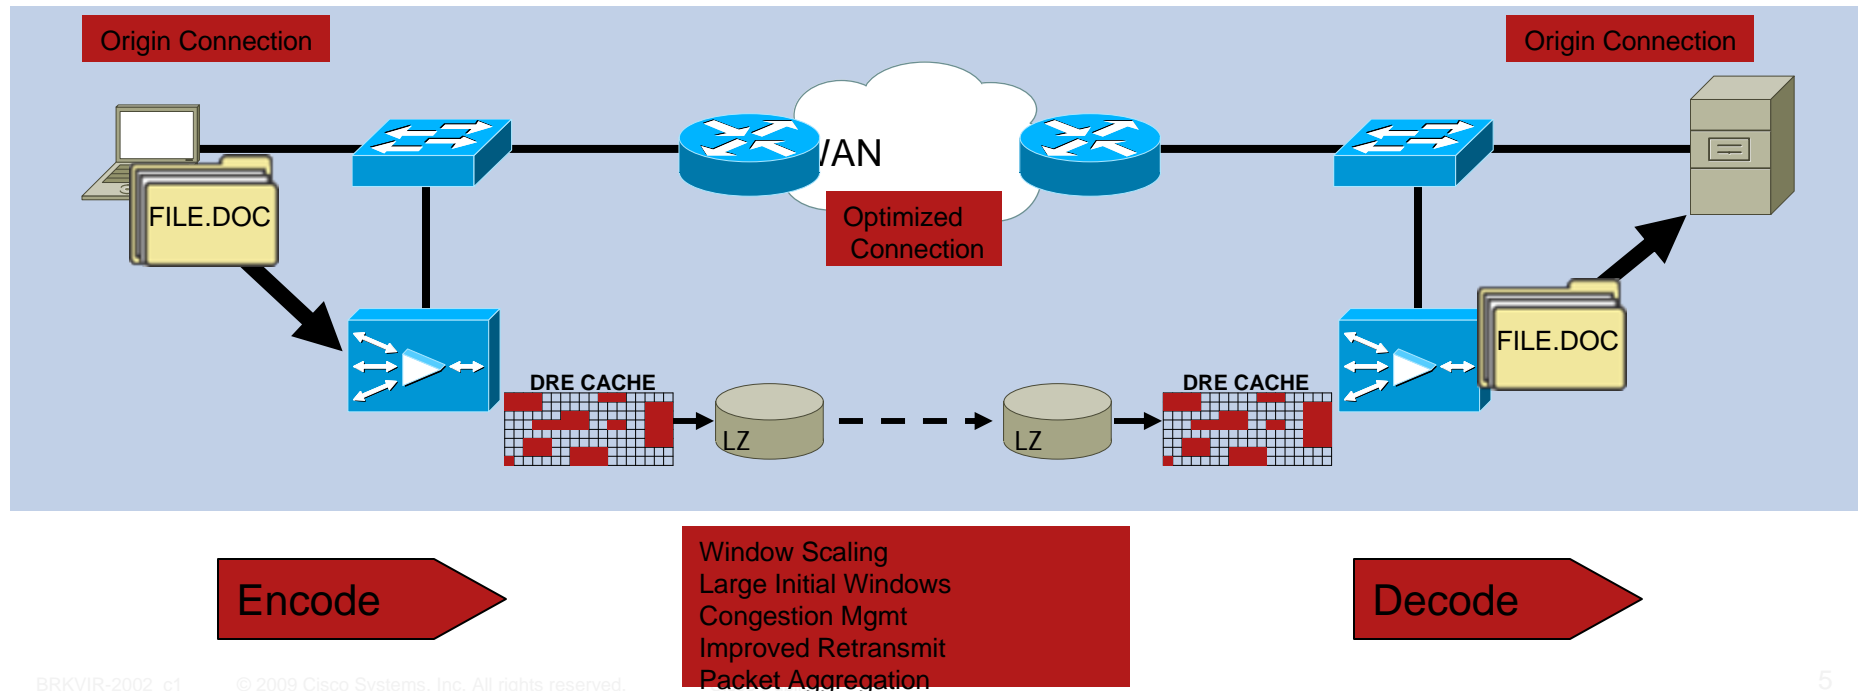 Origin Connection
Origin Connection
WAN
FILE.DOC
Optimized
Connection
FILE.DOC
DRE CACHE
DRE CACHE
LZ
LZ
Encode
Window Scaling
Large Initial Windows
Congestion Mgmt
Improved Retransmit
Packet Aggregation
Decode
BRKVIR-2002_c1
© 2009 Cisco Systems, Inc. All rights reserved.
5